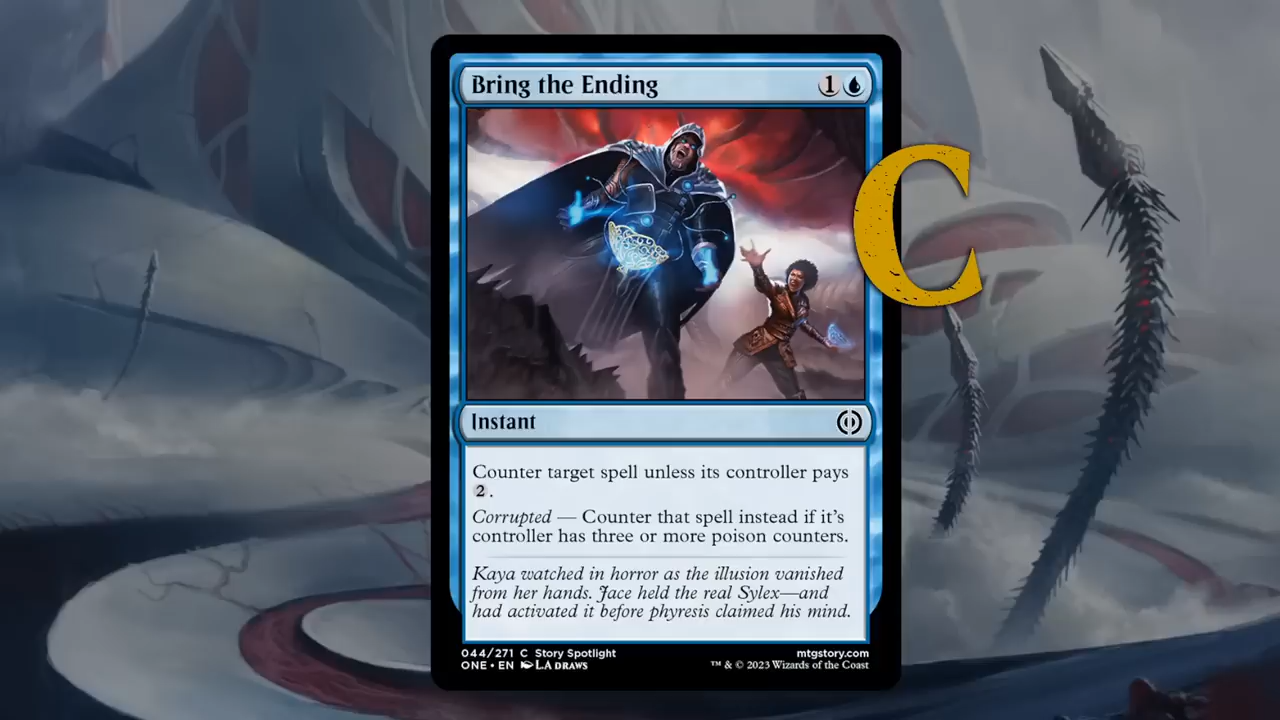 Bring the Ending 1
C
Instant
Counter target spell unless its controller pays
2.
Corrupted — Counter that spell instead if it's
controller has three or more poison counters.
Kaya watched in horror as the illusion vanished
from her hands. Jace held the real Sylex—and
had activated it before phyresis claimed his mind.
044/271 C Story Spotlight
ONE • EN LA DRAWS
mtgstory.com
™ & © 2023 Wizards of the Coast